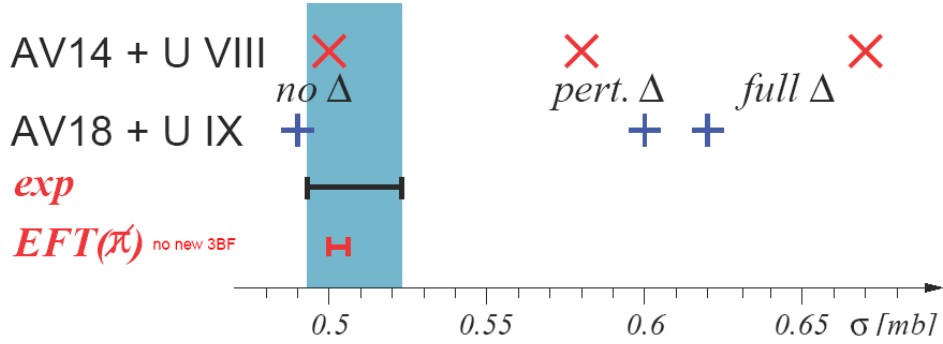 AV14 + U VIII
no Δ pert. Δ full Δ
AV18 + U IX
exp
EFT(π̸) no new 3BF
0.5 0.55 0.6 0.65 σ [mb]